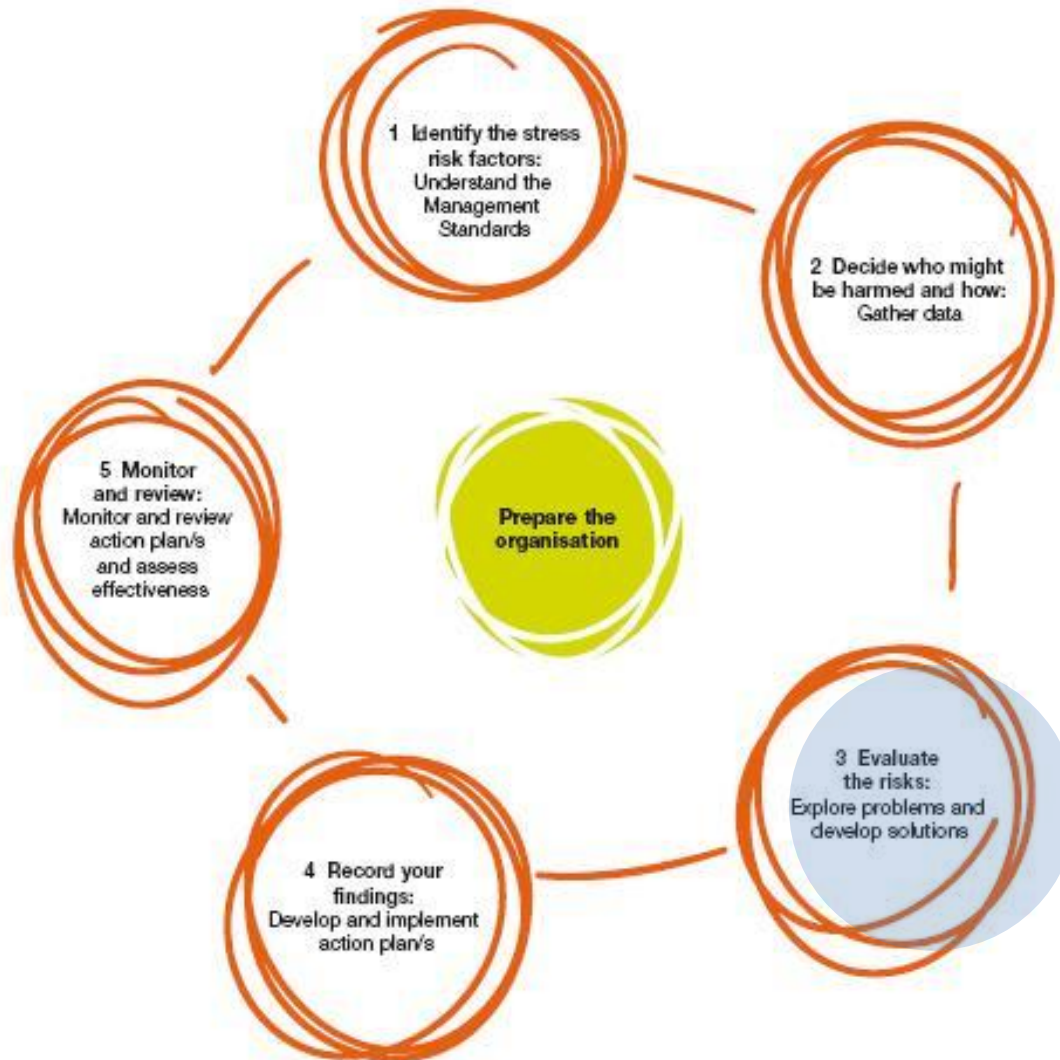 1 Identify the stress
risk factors:
Understand the
Management
Standards
2 Decide who might
be harmed and how:
Gather data
3 Evaluate
the risks:
Explore problems and
develop solutions
4 Record your
findings:
Develop and implement
action plan/s
5 Monitor
and review:
Monitor and review
action plan/s
and assess
effectiveness
Prepare the
organisation